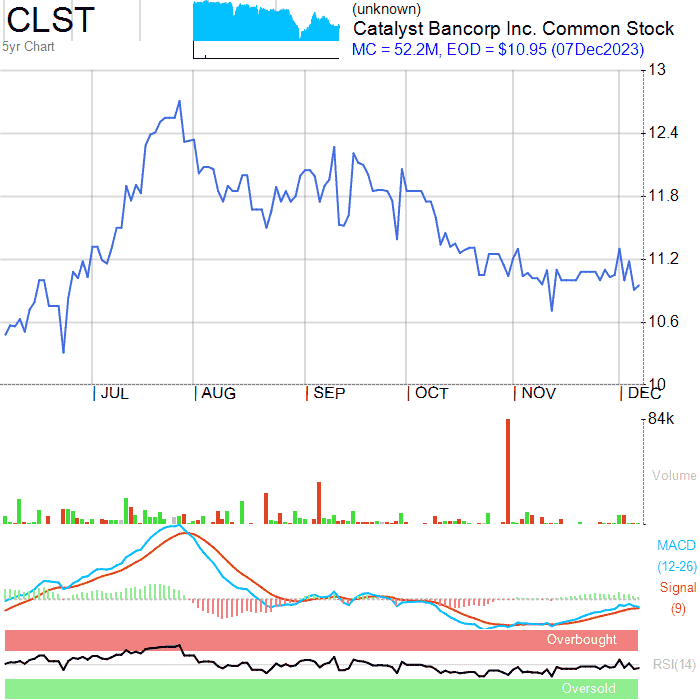 CLST
5yr Chart
(unknown)
Catalyst Bancorp Inc. Common Stock
MC = 52.2M, EOD = $10.95 (07Dec2023)
13
12.4
11.8
11.2
10.6
10
JUL AUG SEP OCT NOV DEC
84k
Volume
MACD
(12-26)
Signal
(9)
Overbought
RSI(14)
Oversold